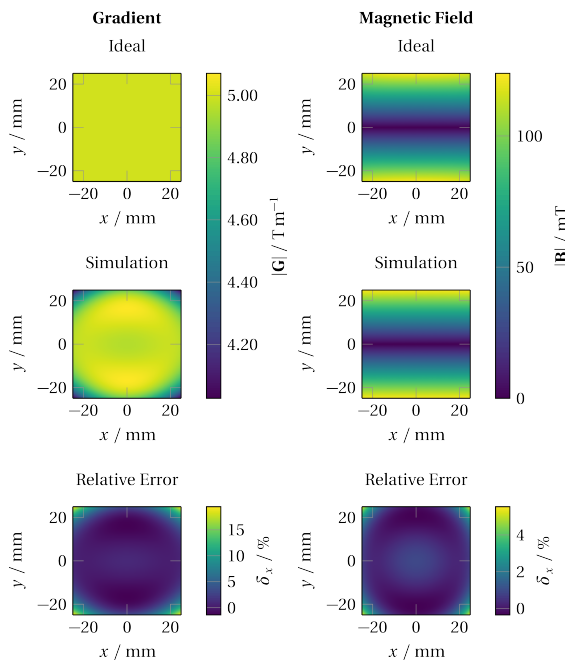 Gradient
Magnetic Field
Ideal
Ideal
20
0
−20
y / mm
−20 0 20
x / mm
5.00
4.80
4.60
4.40
4.20
|G| / T m⁻¹
20
0
−20
y / mm
−20 0 20
x / mm
100
50
0
|B| / mT
Simulation
Simulation
20
0
−20
y / mm
−20 0 20
x / mm
20
0
−20
y / mm
−20 0 20
x / mm
Relative Error
Relative Error
20
0
−20
y / mm
−20 0 20
x / mm
15
10
5
0
δₓ / %
20
0
−20
y / mm
−20 0 20
x / mm
4
2
0
δₓ / %